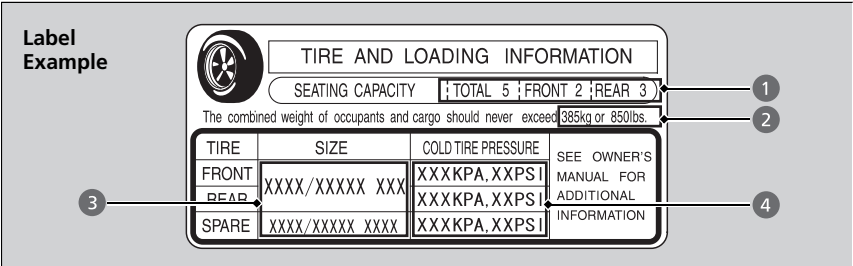 Label
Example
TIRE AND LOADING INFORMATION
SEATING CAPACITY TOTAL 5 FRONT 2 REAR 3
1
The combined weight of occupants and cargo should never exceed 385kg or 850lbs.
2
TIRE SIZE COLD TIRE PRESSURE
SEE OWNER'S
MANUAL FOR
ADDITIONAL
INFORMATION
FRONT XXXX/XXXXX XXX XXXKPA,XXPSI
REAR XXXKPA,XXPSI
SPARE XXXX/XXXXX XXXX XXXKPA,XXPSI
3
4